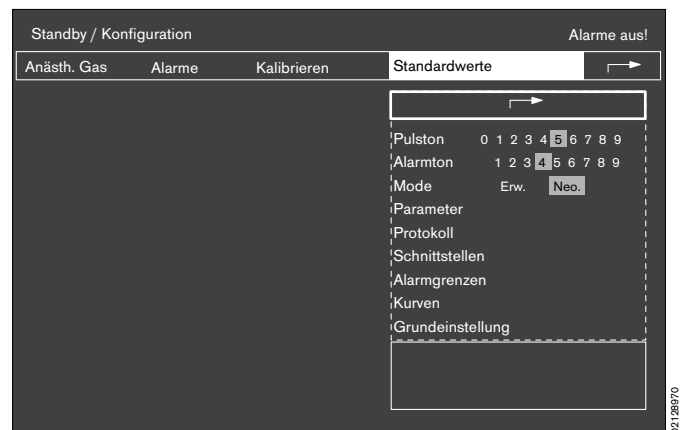 Standby / Konfiguration Alarme aus!
Anästh. Gas Alarme Kalibrieren Standardwerte
Pulston 0 1 2 3 4 5 6 7 8 9
Alarmton 1 2 3 4 5 6 7 8 9
Mode Erw. Neo.
Parameter
Protokoll
Schnittstellen
Alarmgrenzen
Kurven
Grundeinstellung
02128970